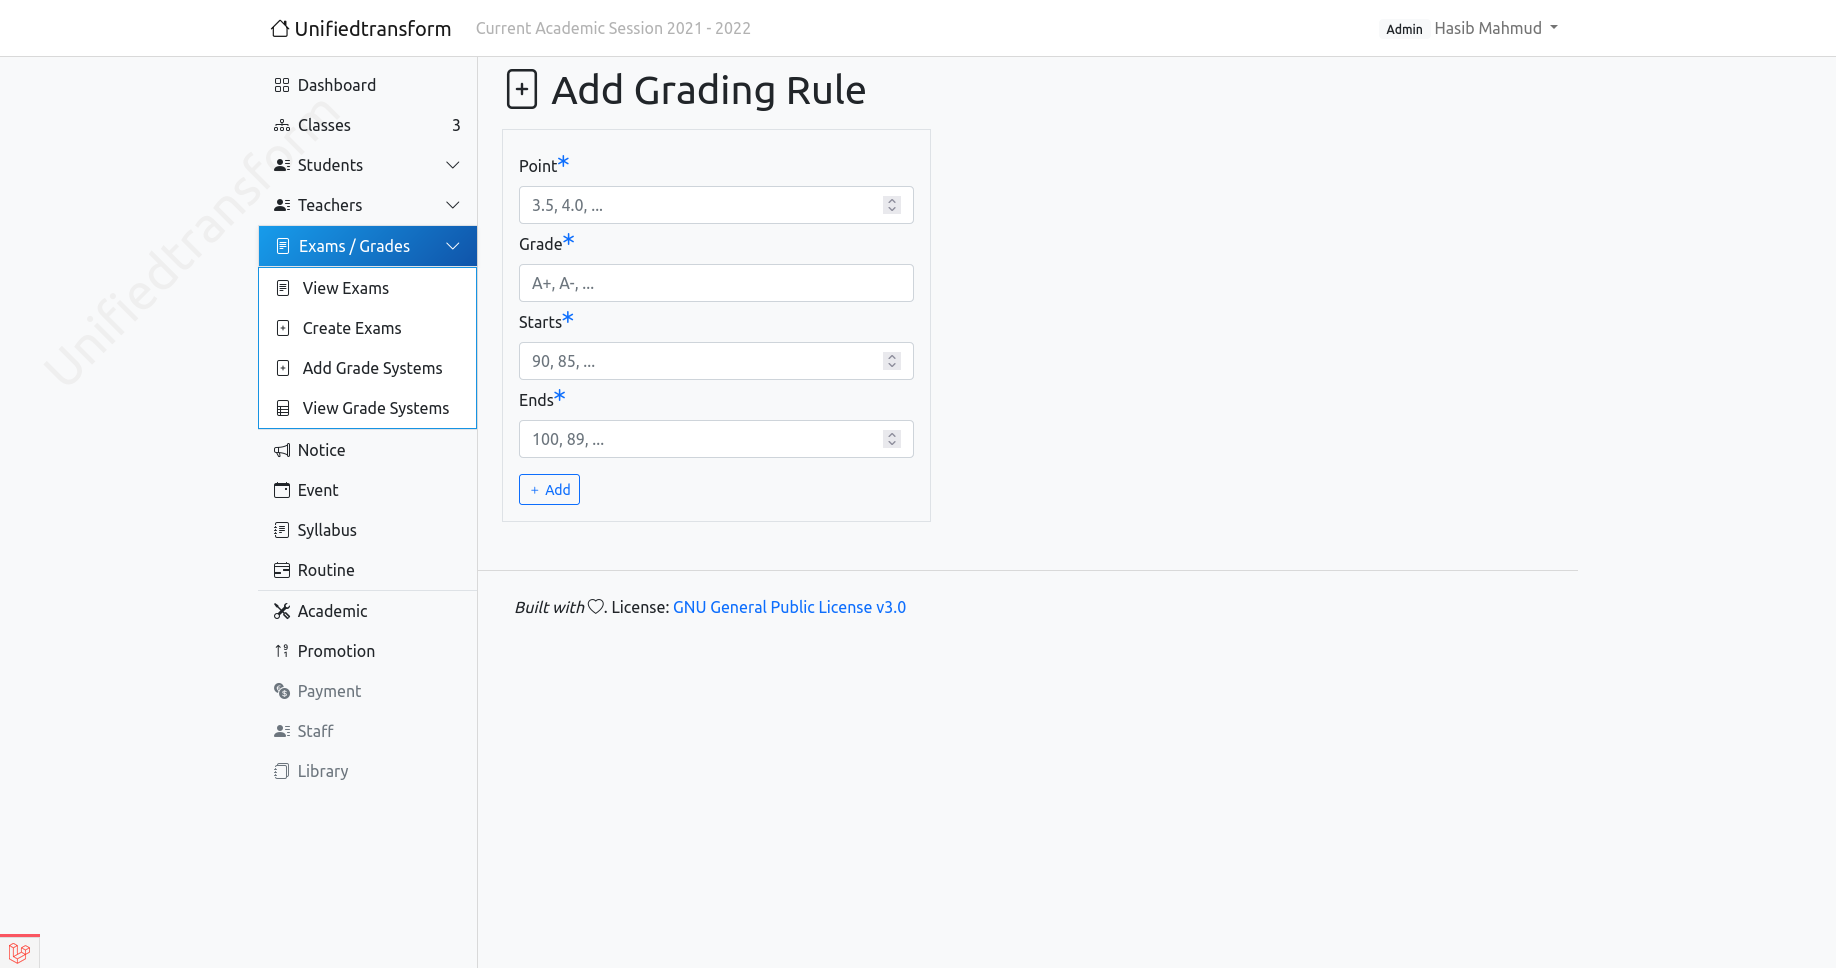 Unifiedtransform
Current Academic Session 2021 - 2022
Admin Hasib Mahmud
Dashboard
Classes 3
Students
Teachers
Exams / Grades
View Exams
Create Exams
Add Grade Systems
View Grade Systems
Notice
Event
Syllabus
Routine
Academic
Promotion
Payment
Staff
Library
Unifiedtransform
Add Grading Rule
Point*
3.5, 4.0, ...
Grade*
A+, A-, ...
Starts*
90, 85, ...
Ends*
100, 89, ...
+ Add
Built with ♡. License: GNU General Public License v3.0